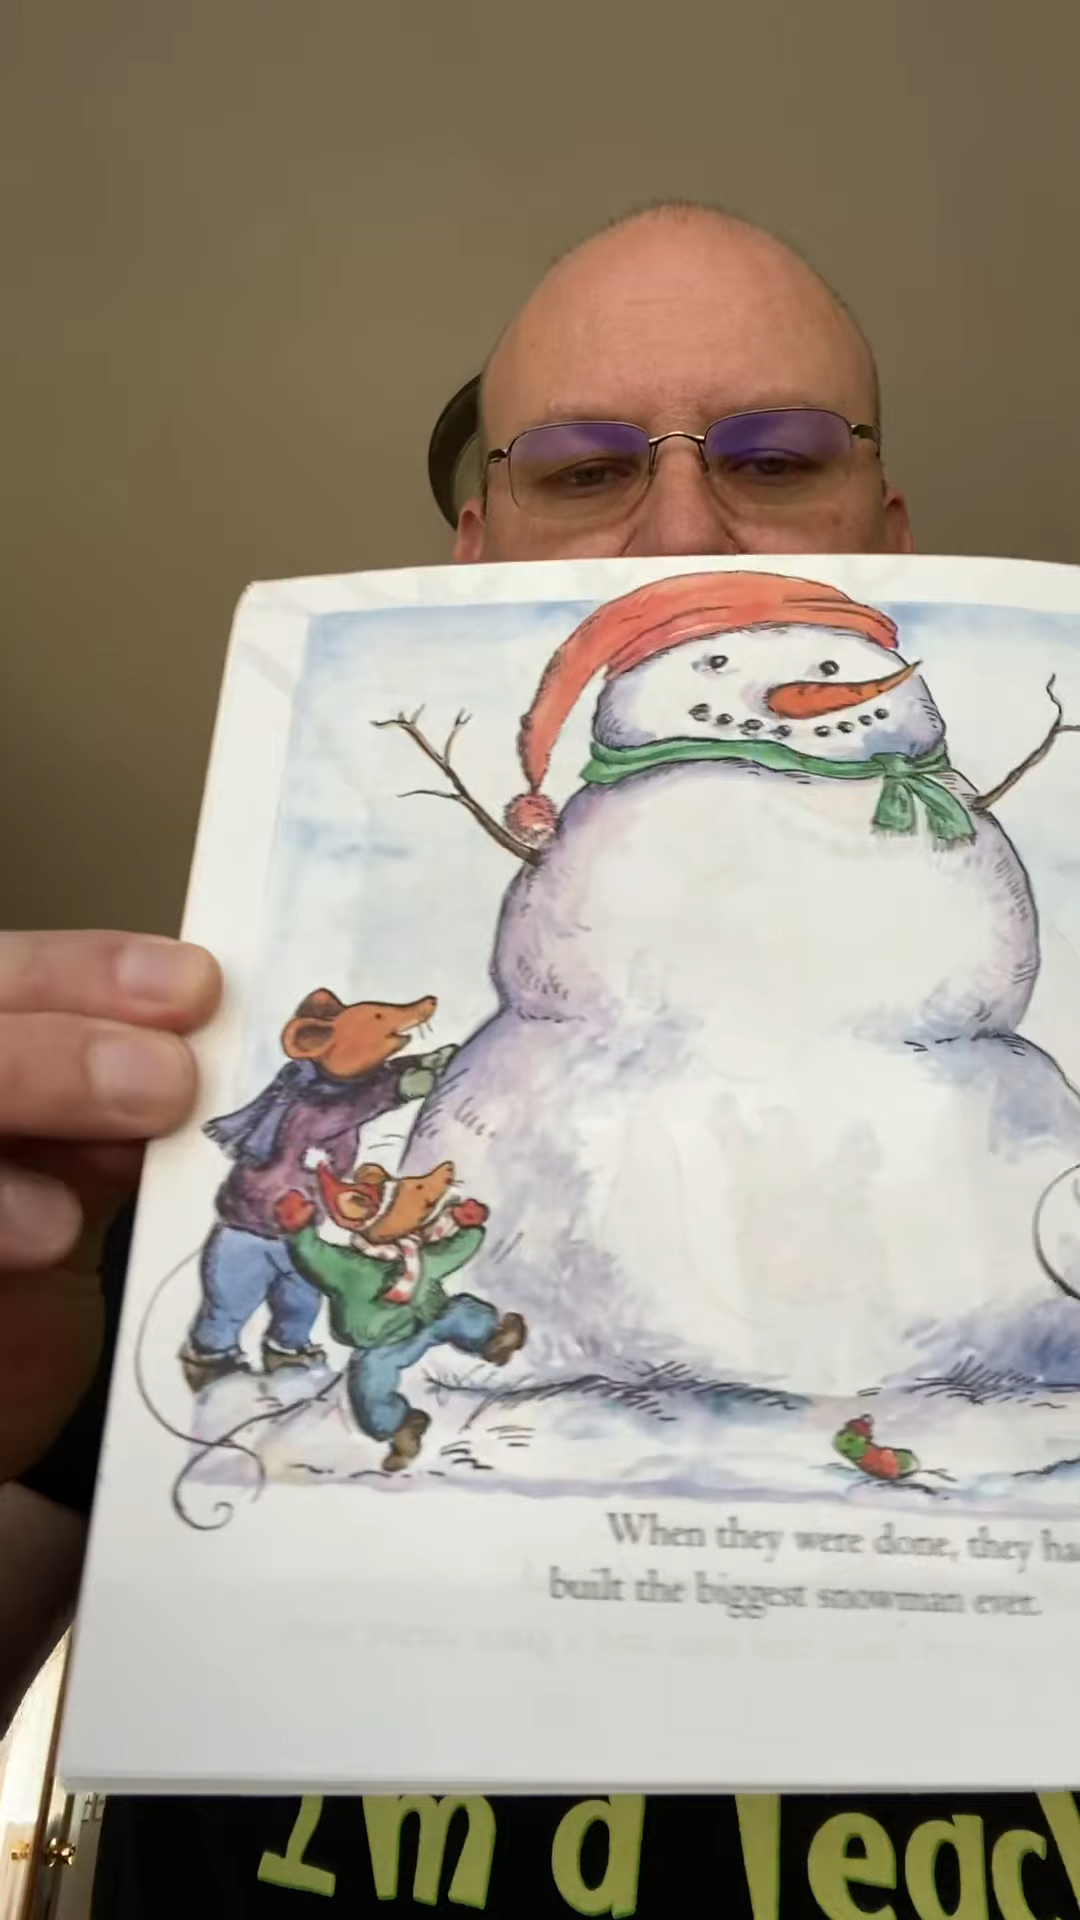 When they were done, they ha
built the biggest snowman ever.
I'm a Teac